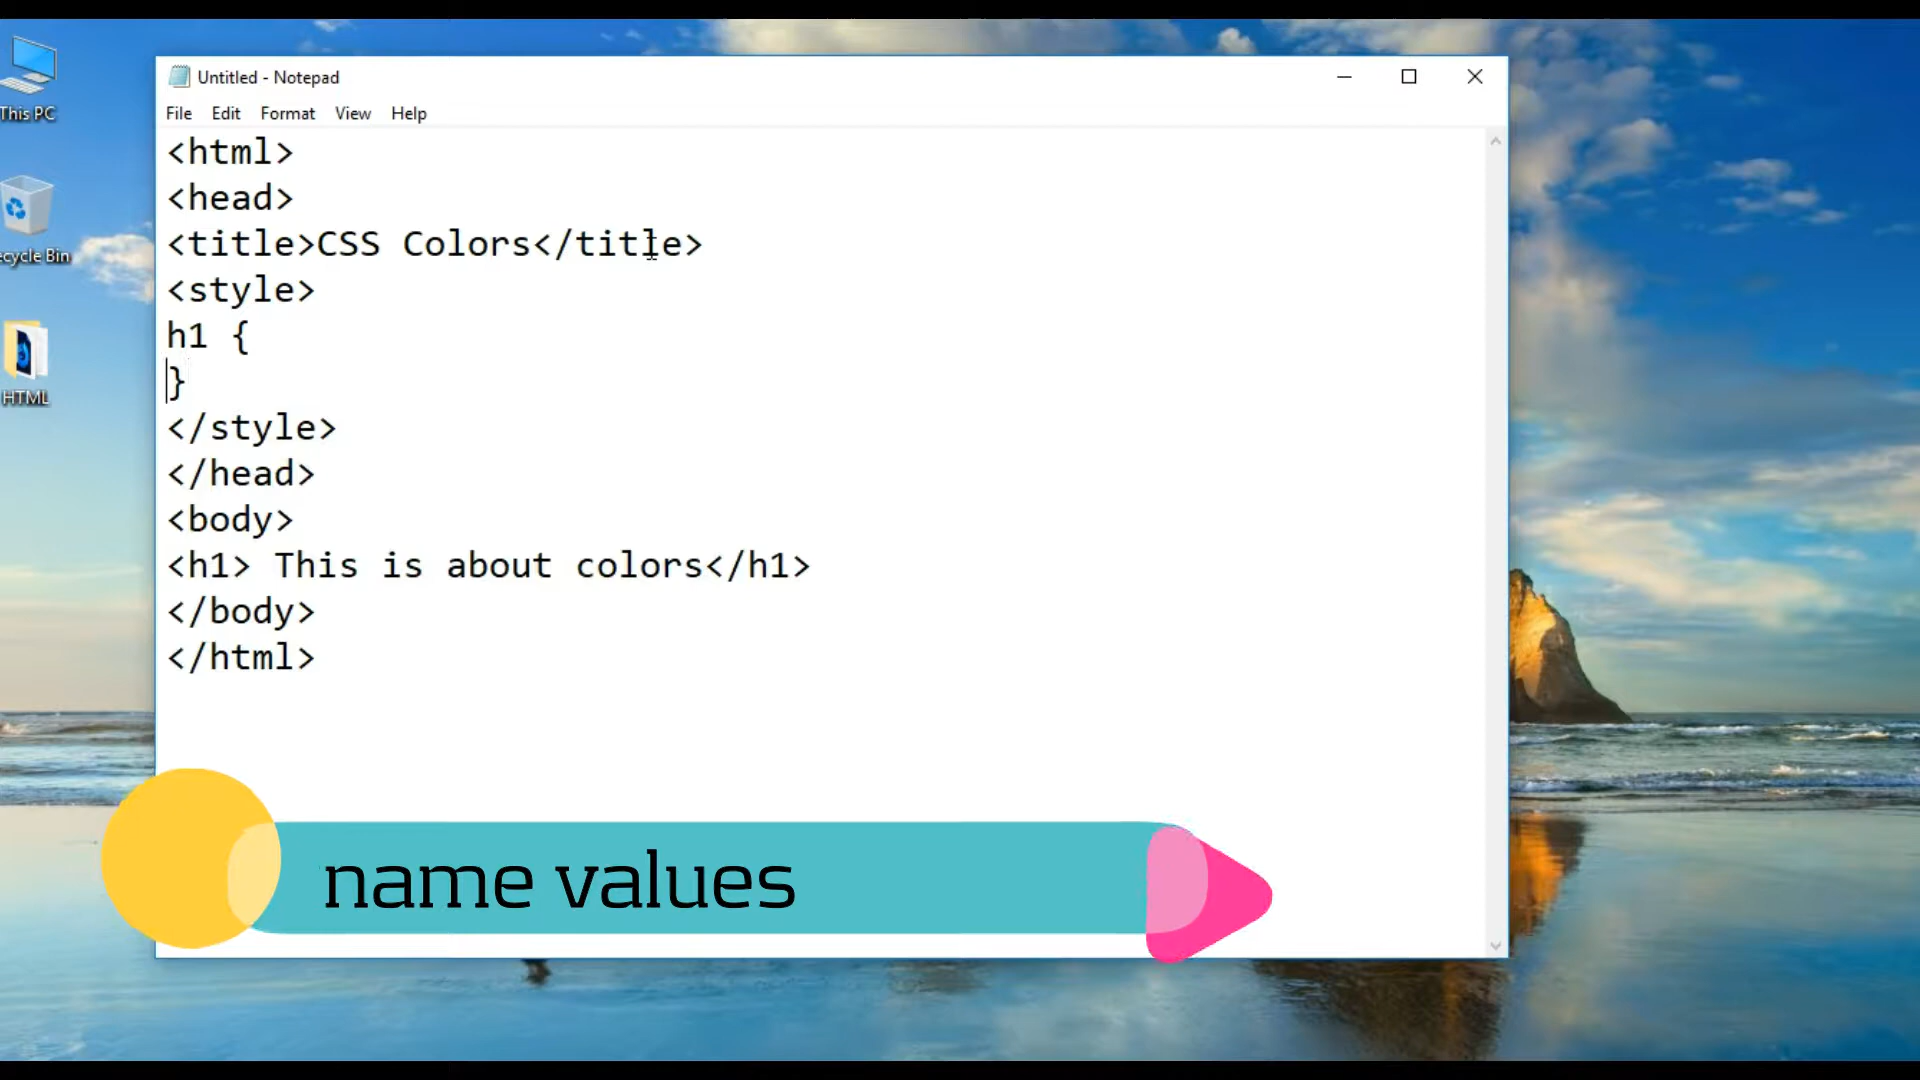 This PC
ecycle Bin
HTML
Untitled - Notepad
File Edit Format View Help
<html>
<head>
<title>CSS Colors</title>
<style>
h1 {
}
</style>
</head>
<body>
<h1> This is about colors</h1>
</body>
</html>
name values